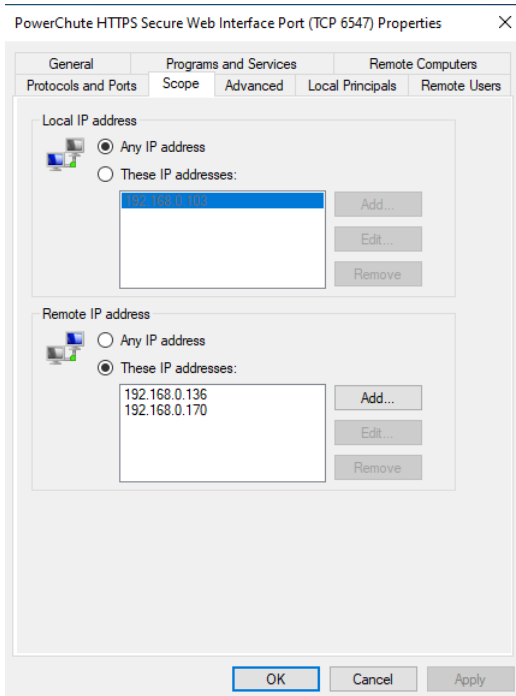 PowerChute HTTPS Secure Web Interface Port (TCP 6547) Properties
General Programs and Services Remote Computers
Protocols and Ports Scope Advanced Local Principals Remote Users
Local IP address
Any IP address
These IP addresses:
192.168.0.103
Add...
Edit...
Remove
Remote IP address
Any IP address
These IP addresses:
192.168.0.136
192.168.0.170
Add...
Edit...
Remove
OK Cancel Apply